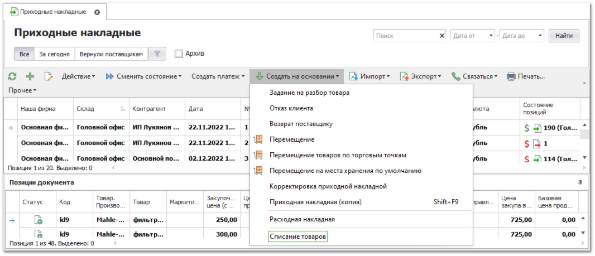 Приходные накладные
Приходные накладные
Поиск
Дата от
Дата до
Найти
Все
За сегодня
Вернули поставщикам
Архив
Действие
Сменить состояние
Создать платеж
Создать на основании
Импорт
Экспорт
Связаться
Печать...
Прочее
Наша фирма
Склад
Контрагент
Дата
Состояние
позиций
Основная фи...
Головной офис
ИП Лукянов ...
22.11.2022 1...
190 (Гол...
Основная фи...
Головной офис
ИП Лукянов ...
22.11.2022 1...
1
Основная фи...
Головной офис
Основной по...
02.12.2022 1...
114 (Гол...
Позиция 1 из 20. Выделено: 0
Задание на разбор товара
Отказ клиента
Возврат поставщику
Перемещение
Перемещение товаров по торговым точкам
Перемещение на места хранения по умолчанию
Корректировка приходной накладной
Приходная накладная (копия) Shift+F9
Расходная накладная
Списание товаров
Позиции документа
Статус
Код
Товар.
Произво...
Товар
Маркети...
Закупоч...
цена (с ...
Цена
закупа в...
Базовая
цена прод...
kl9
Mahle-...
фильтр...
250,00
725,00
0,00
kl9
Mahle-...
фильтр...
300,00
725,00
0,00
Позиция 1 из 48. Выделено: 0